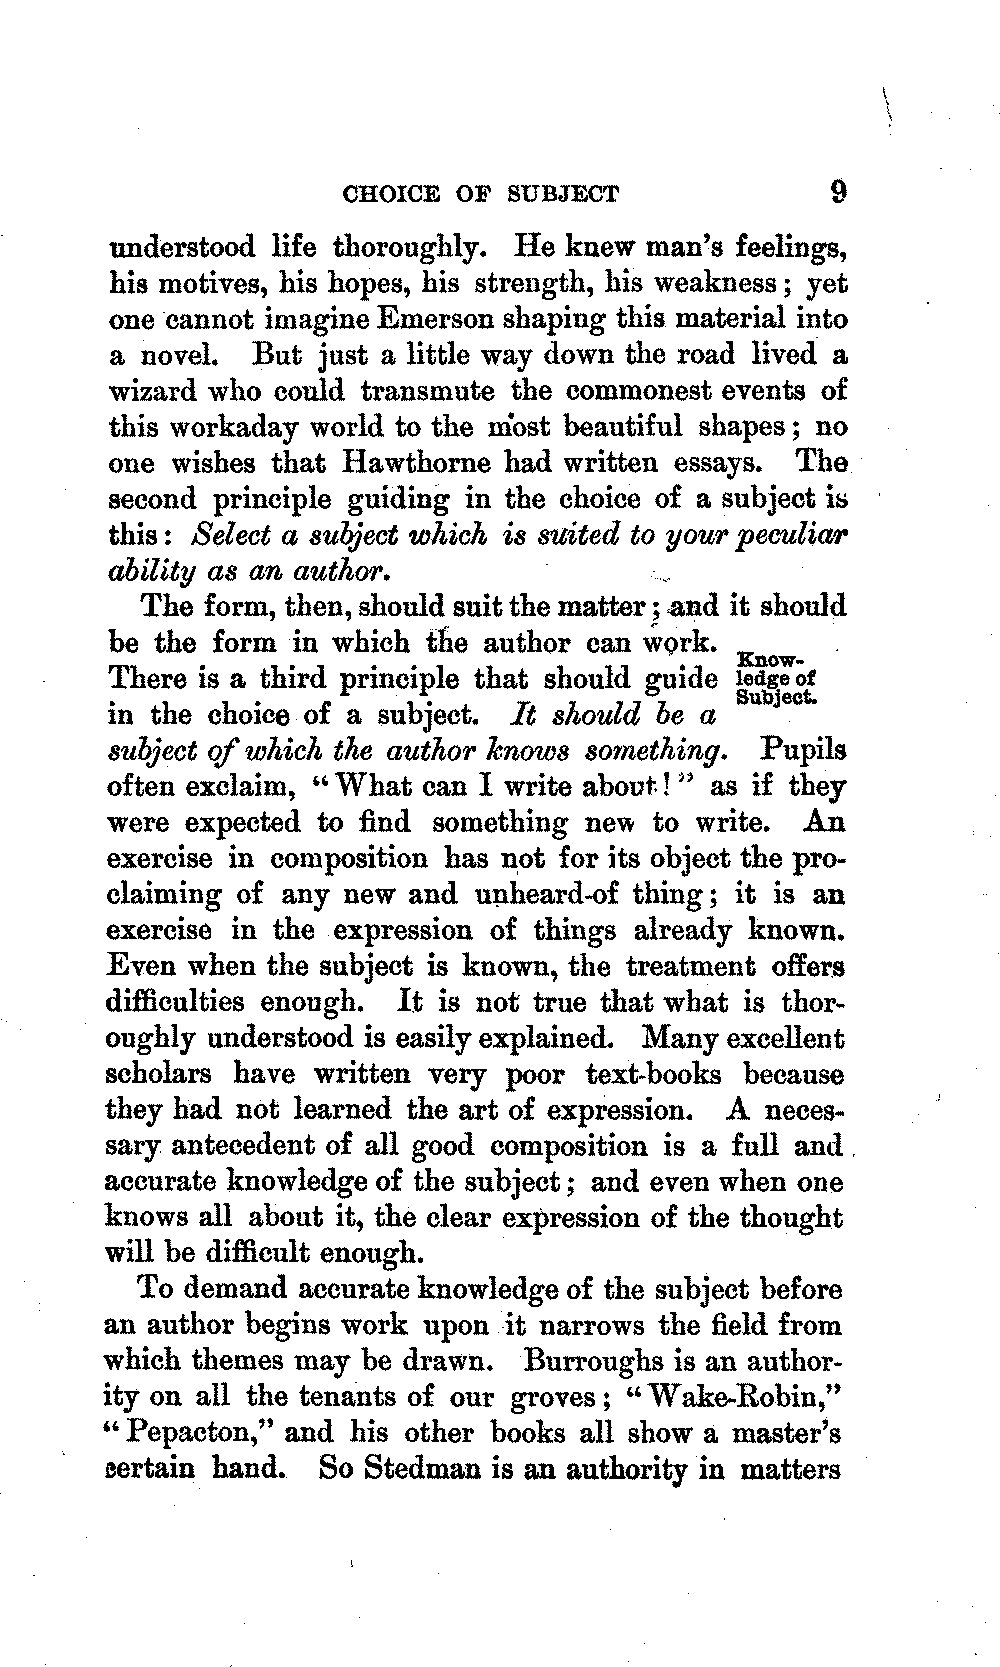 CHOICE OF SUBJECT 9
understood life thoroughly. He knew man's feelings,
his motives, his hopes, his strength, his weakness; yet
one cannot imagine Emerson shaping this material into
a novel. But just a little way down the road lived a
wizard who could transmute the commonest events of
this workaday world to the most beautiful shapes; no
one wishes that Hawthorne had written essays. The
second principle guiding in the choice of a subject is
this: Select a subject which is suited to your peculiar
ability as an author.
The form, then, should suit the matter; and it should
be the form in which the author can work.
There is a third principle that should guide
in the choice of a subject. It should be a
Know-
ledge of
Subject.
subject of which the author knows something. Pupils
often exclaim, "What can I write about!" as if they
were expected to find something new to write. An
exercise in composition has not for its object the pro-
claiming of any new and unheard-of thing; it is an
exercise in the expression of things already known.
Even when the subject is known, the treatment offers
difficulties enough. It is not true that what is thor-
oughly understood is easily explained. Many excellent
scholars have written very poor text-books because
they had not learned the art of expression. A neces-
sary antecedent of all good composition is a full and
accurate knowledge of the subject; and even when one
knows all about it, the clear expression of the thought
will be difficult enough.
To demand accurate knowledge of the subject before
an author begins work upon it narrows the field from
which themes may be drawn. Burroughs is an author-
ity on all the tenants of our groves; "Wake-Robin,"
"Pepacton," and his other books all show a master's
certain hand. So Stedman is an authority in matters